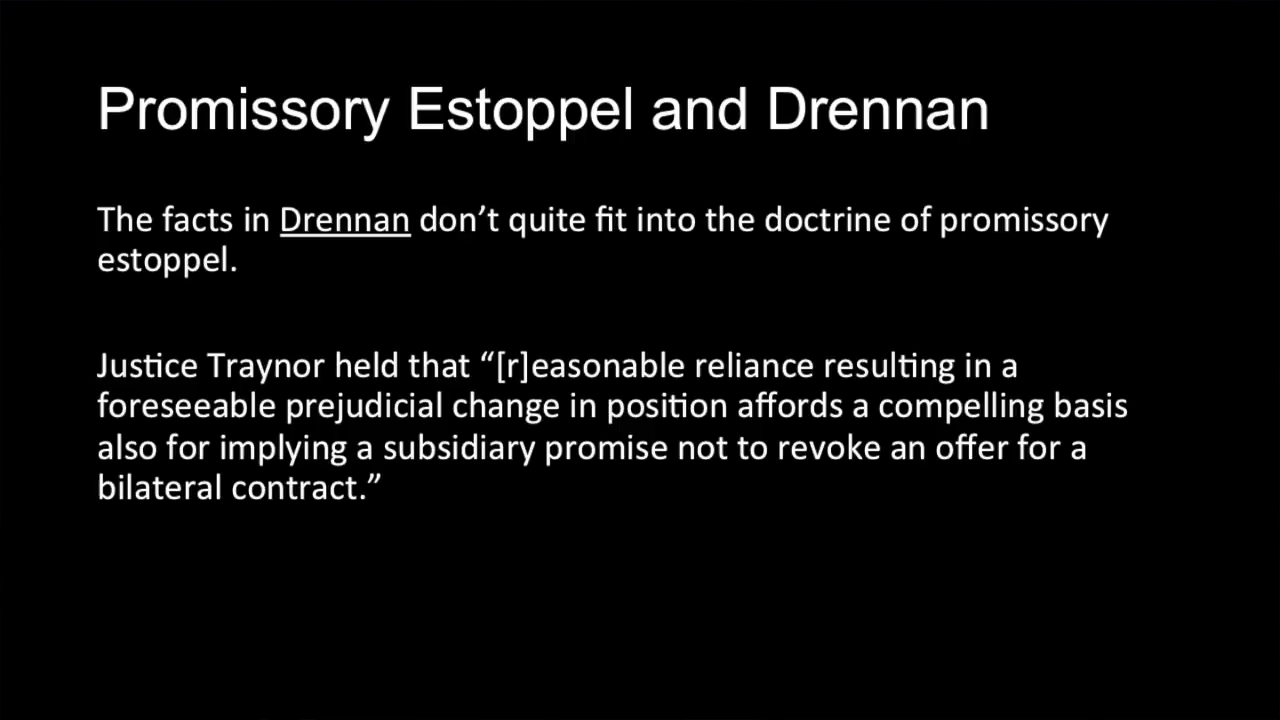 Promissory Estoppel and Drennan
The facts in Drennan don’t quite fit into the doctrine of promissory
estoppel.
Justice Traynor held that “[r]easonable reliance resulting in a
foreseeable prejudicial change in position affords a compelling basis
also for implying a subsidiary promise not to revoke an offer for a
bilateral contract.”